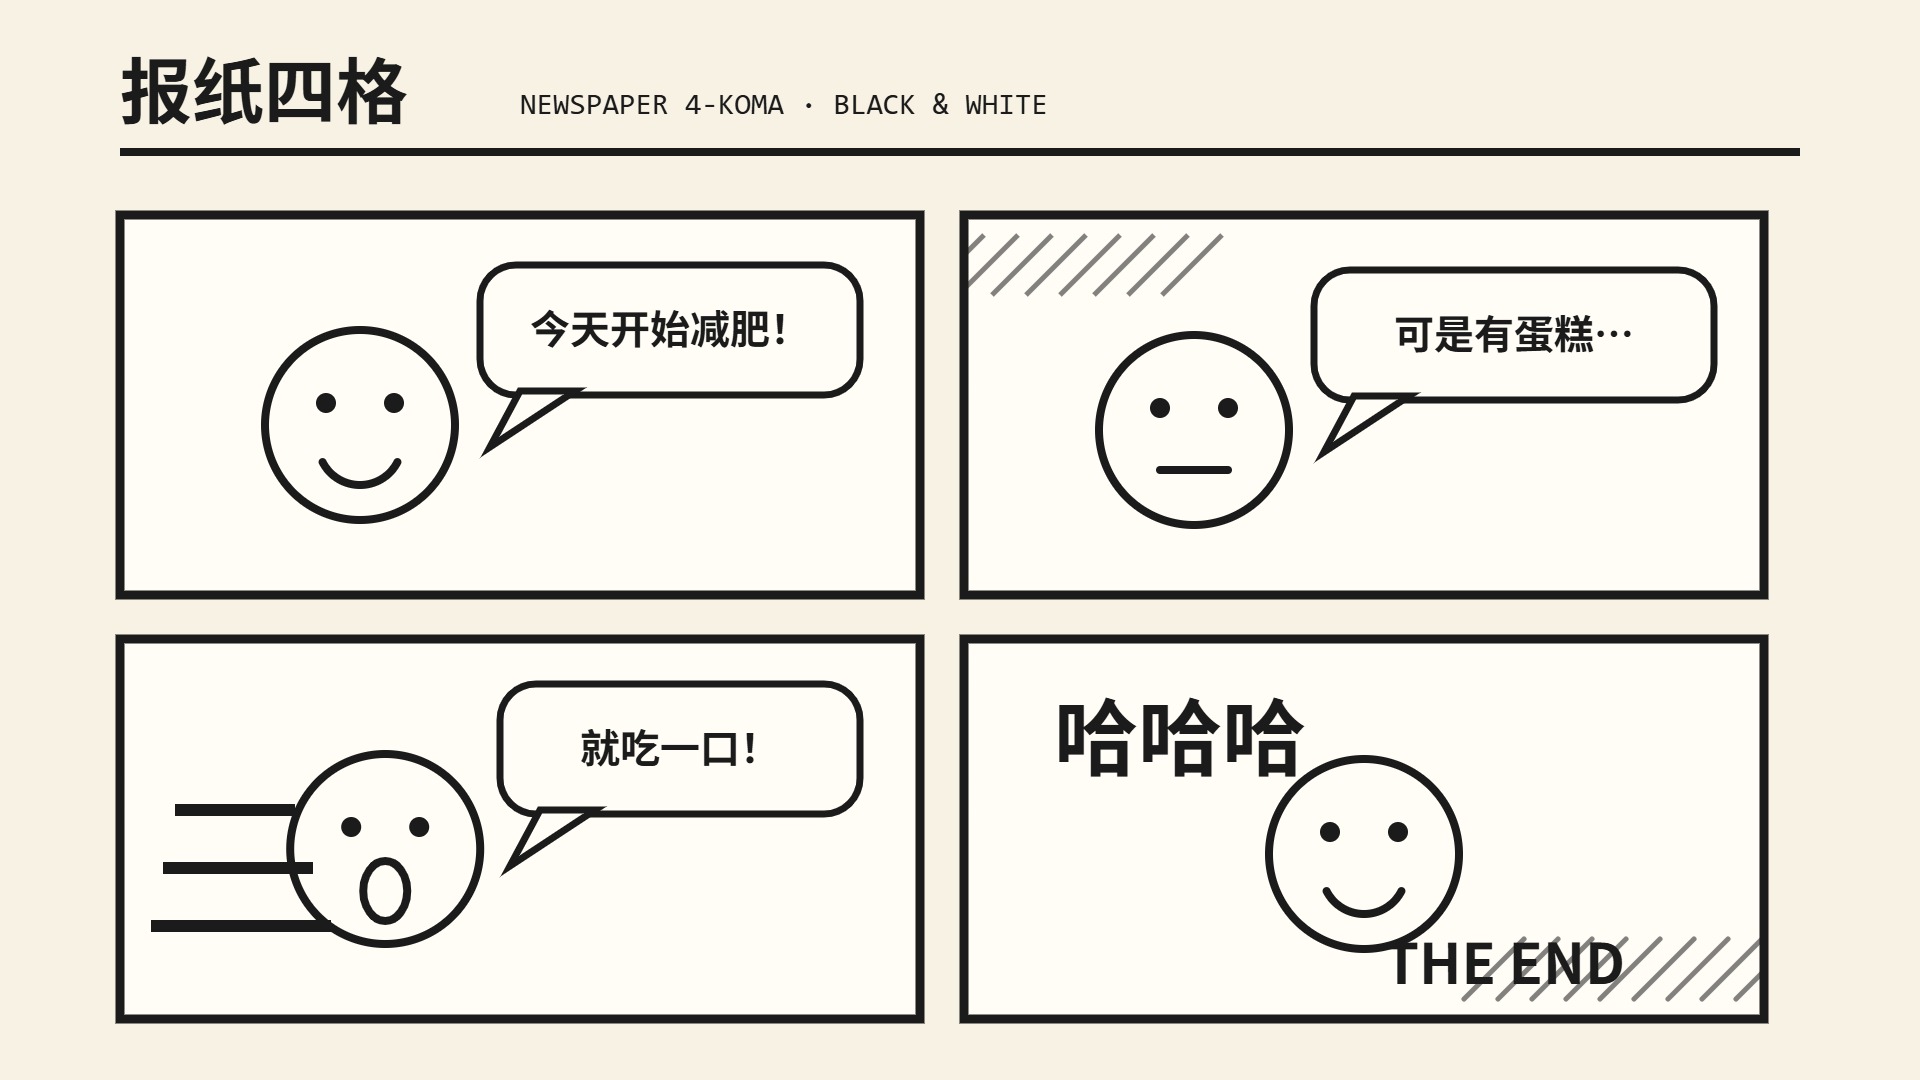 报纸四格
NEWSPAPER 4-KOMA · BLACK & WHITE
今天开始减肥！
可是有蛋糕…
就吃一口！
哈哈哈
THE END